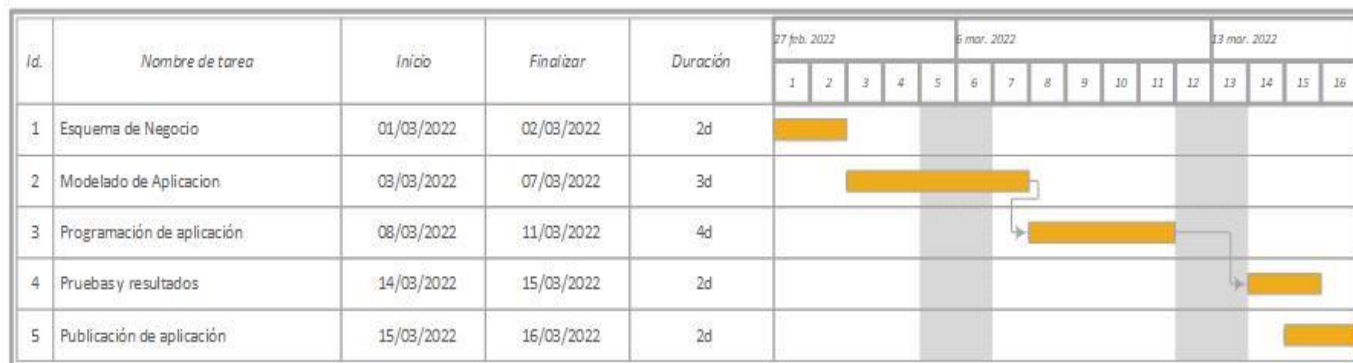 Id. Nombre de tarea Inicio Finalizar Duración 27 feb. 2022 6 mar. 2022 13 mar. 2022
1 2 3 4 5 6 7 8 9 10 11 12 13 14 15 16
1 Esquema de Negocio 01/03/2022 02/03/2022 2d
2 Modelado de Aplicacion 03/03/2022 07/03/2022 3d
3 Programación de aplicación 08/03/2022 11/03/2022 4d
4 Pruebas y resultados 14/03/2022 15/03/2022 2d
5 Publicación de aplicación 15/03/2022 16/03/2022 2d